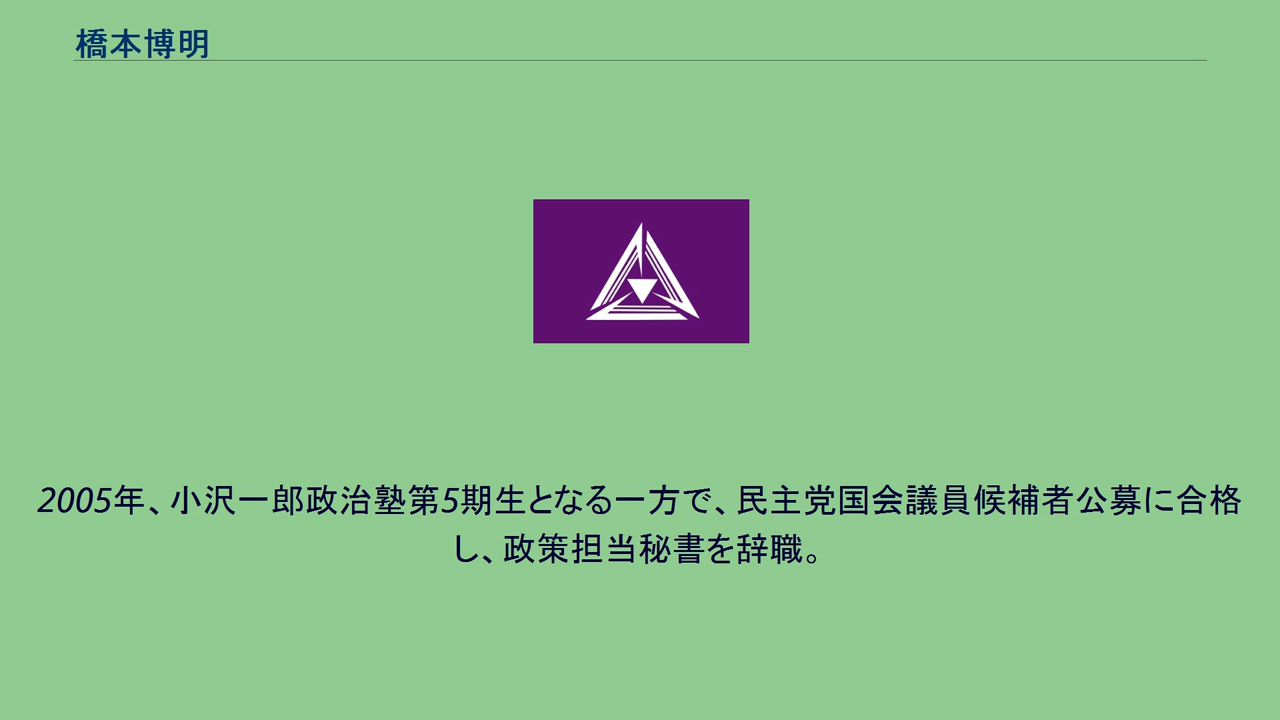 橋本博明
2005年、小沢一郎政治塾第5期生となる一方で、民主党国会議員候補者公募に合格
し、政策担当秘書を辞職。